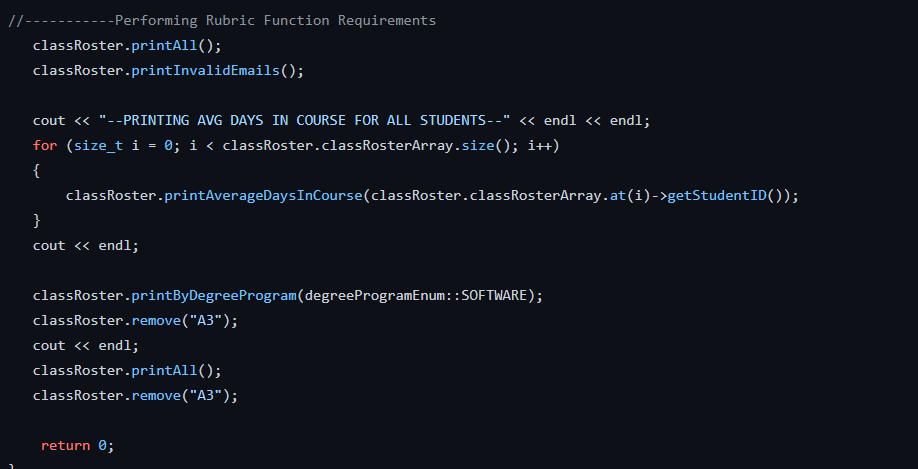 //-----------Performing Rubric Function Requirements
classRoster.printAll();
classRoster.printInvalidEmails();
cout << "--PRINTING AVG DAYS IN COURSE FOR ALL STUDENTS--" << endl << endl;
for (size_t i = 0; i < classRoster.classRosterArray.size(); i++)
{
classRoster.printAverageDaysInCourse(classRoster.classRosterArray.at(i)->getStudentID());
}
cout << endl;
classRoster.printByDegreeProgram(degreeProgramEnum::SOFTWARE);
classRoster.remove("A3");
cout << endl;
classRoster.printAll();
classRoster.remove("A3");
return 0;
}